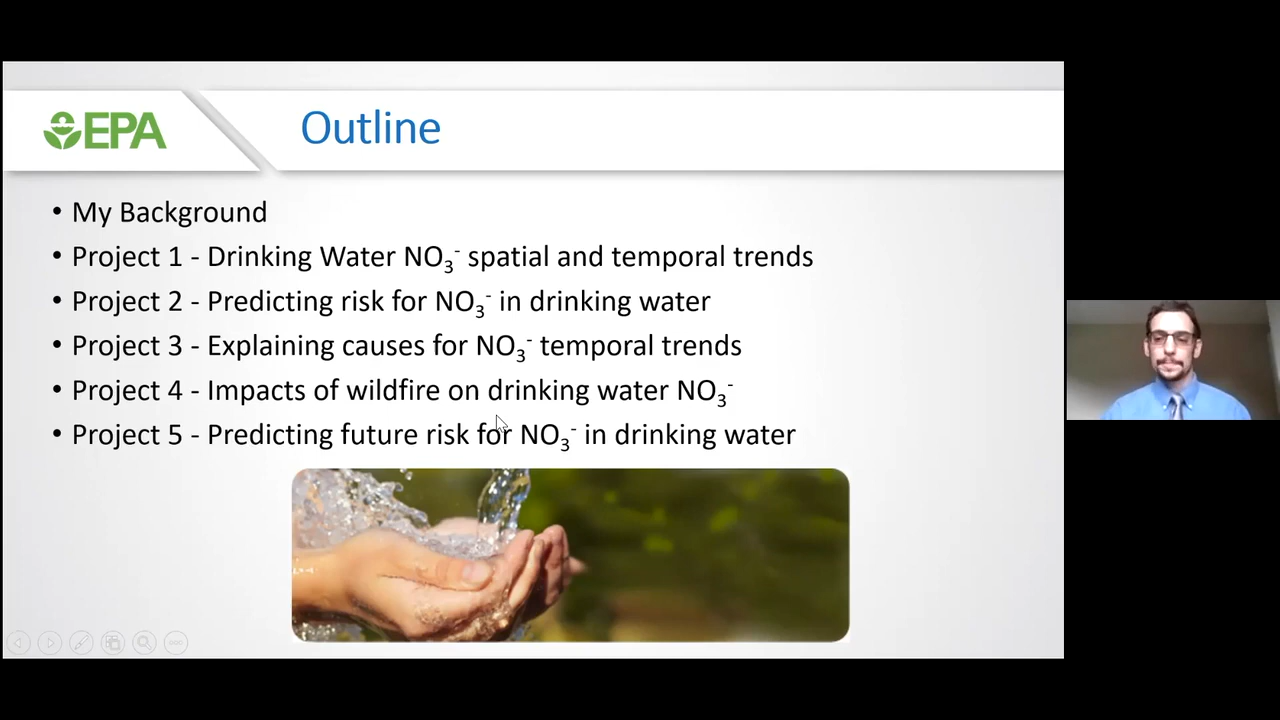 EPA
Outline
• My Background
• Project 1 - Drinking Water NO₃⁻ spatial and temporal trends
• Project 2 - Predicting risk for NO₃⁻ in drinking water
• Project 3 - Explaining causes for NO₃⁻ temporal trends
• Project 4 - Impacts of wildfire on drinking water NO₃⁻
• Project 5 - Predicting future risk for NO₃⁻ in drinking water